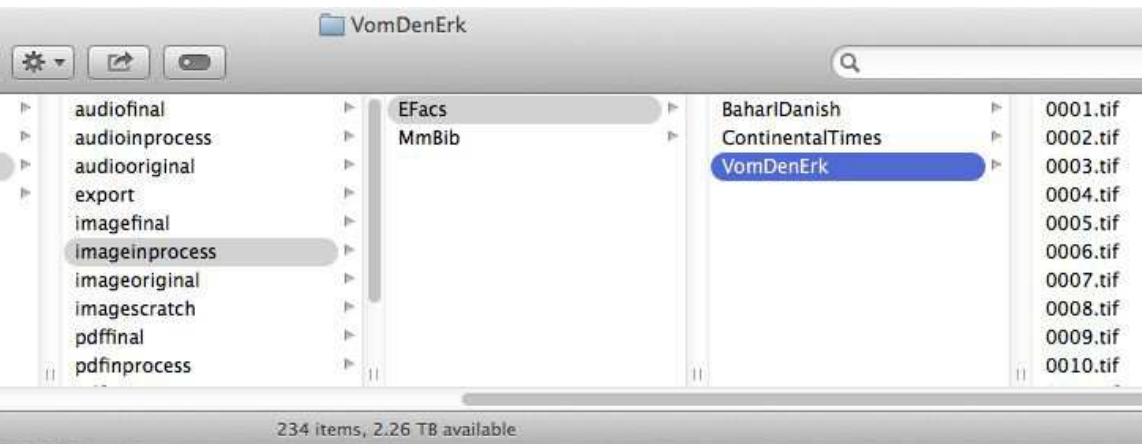 VomDenErk
audiofinal
audioinprocess
audiooriginal
export
imagefinal
imageinprocess
imageoriginal
imagescratch
pdffinal
pdfinprocess
EFacs
MmBib
BaharIDanish
ContinentalTimes
VomDenErk
0001.tif
0002.tif
0003.tif
0004.tif
0005.tif
0006.tif
0007.tif
0008.tif
0009.tif
0010.tif
234 items, 2.26 TB available